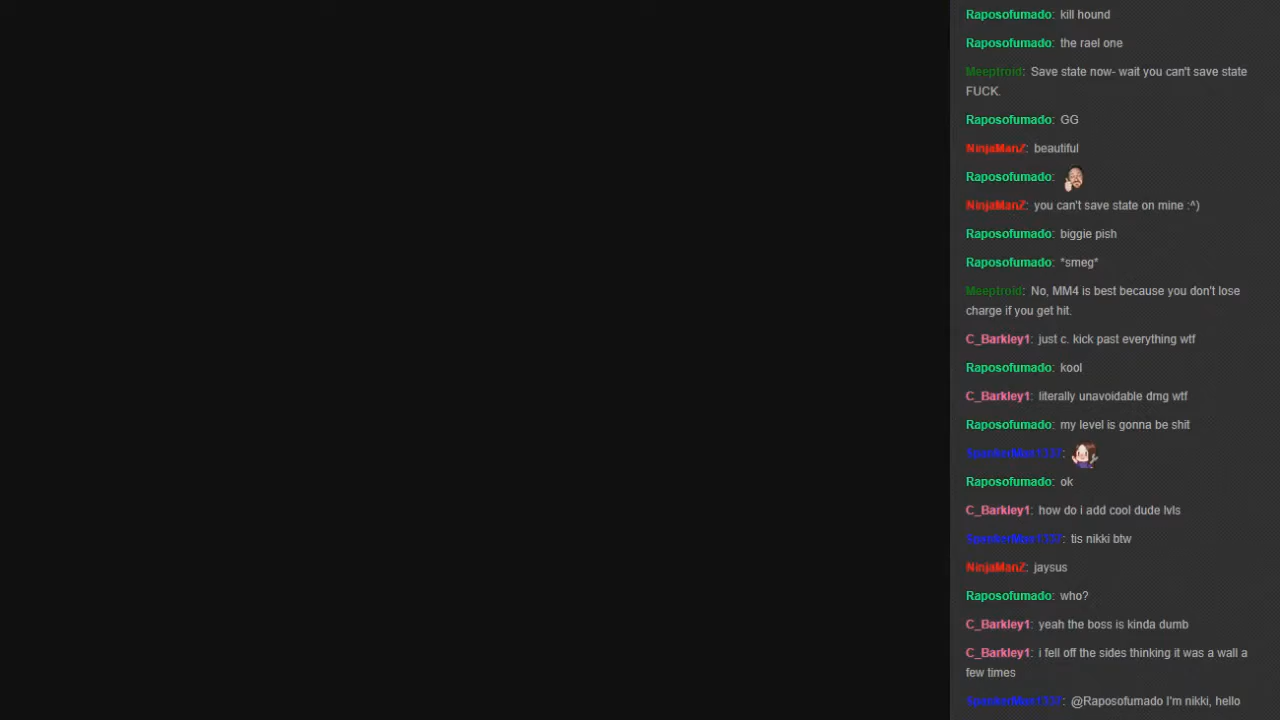 Raposofumado: kill hound
Raposofumado: the rael one
Meeptroid: Save state now- wait you can't save state
FUCK.
Raposofumado: GG
NinjaManZ: beautiful
Raposofumado:
NinjaManZ: you can't save state on mine :^)
Raposofumado: biggie pish
Raposofumado: *smeg*
Meeptroid: No, MM4 is best because you don't lose
charge if you get hit.
C_Barkley1: just c. kick past everything wtf
Raposofumado: kool
C_Barkley1: literally unavoidable dmg wtf
Raposofumado: my level is gonna be shit
Raposofumado: ok
C_Barkley1: how do i add cool dude lvls
tis nikki btw
NinjaManZ: jaysus
Raposofumado: who?
C_Barkley1: yeah the boss is kinda dumb
C_Barkley1: i fell off the sides thinking it was a wall a
few times
@Raposofumado I'm nikki, hello